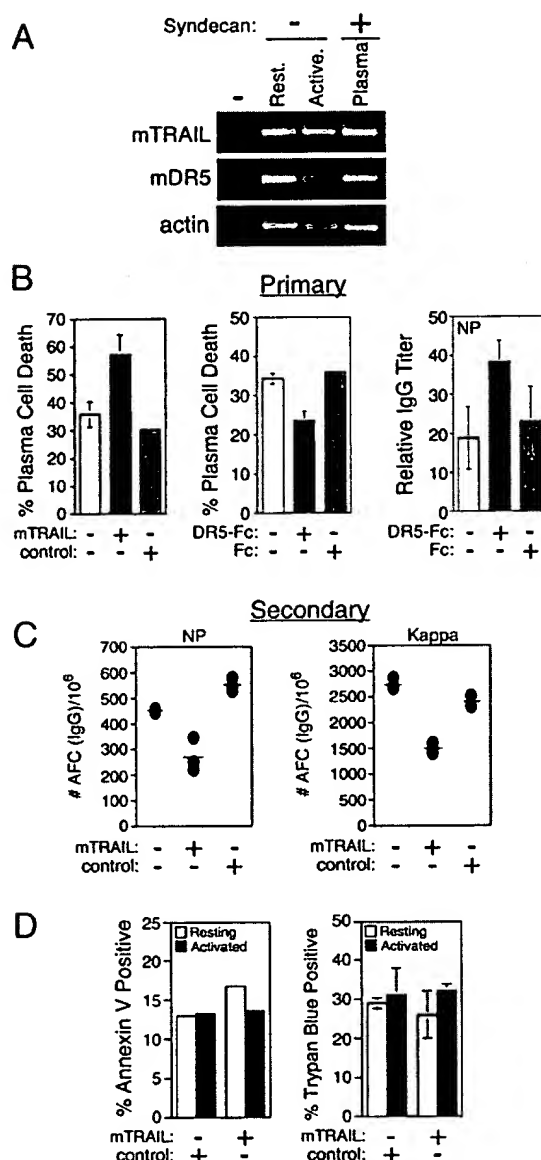 A
Syndecan: - +
- Rest. Active. Plasma
mTRAIL
mDR5
actin
B
Primary
% Plasma Cell Death
70
60
50
40
30
20
10
0
mTRAIL: - + -
control: - - +
% Plasma Cell Death
50
40
30
20
10
0
DR5-Fc: - + -
Fc: - - +
NP
Relative IgG Titer
50
40
30
20
10
0
DR5-Fc: - + -
Fc: - - +
Secondary
C
NP
# AFC (IgG)/10⁶
700
600
500
400
300
200
100
0
mTRAIL: - + -
control: - - +
Kappa
# AFC (IgG)/10⁶
3500
3000
2500
2000
1500
1000
500
0
mTRAIL: - + -
control: - - +
D
Resting
Activated
% Annexin V Positive
25
20
15
10
5
0
mTRAIL: - +
control: + -
Resting
Activated
% Trypan Blue Positive
50
40
30
20
10
0
mTRAIL: - +
control: + -